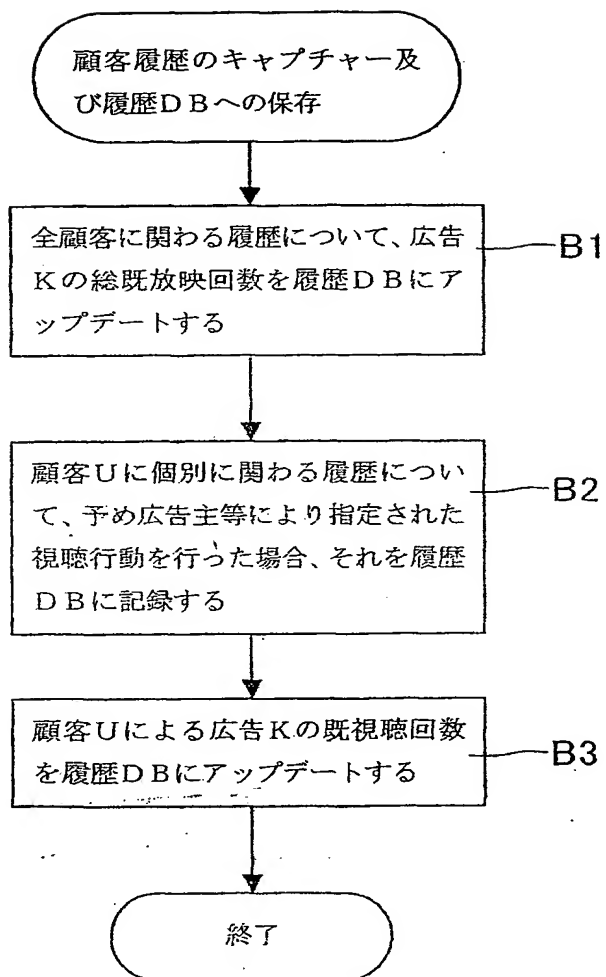 顧客履歴のキャプチャー及
び履歴DBへの保存
全顧客に関わる履歴について、広告
Kの総既放映回数を履歴DBにア
ップデートする
B1
顧客Uに個別に関わる履歴につい
て、予め広告主等により指定された
視聴行動を行った場合、それを履歴
DBに記録する
B2
顧客Uによる広告Kの既視聴回数
を履歴DBにアップデートする
B3
終了